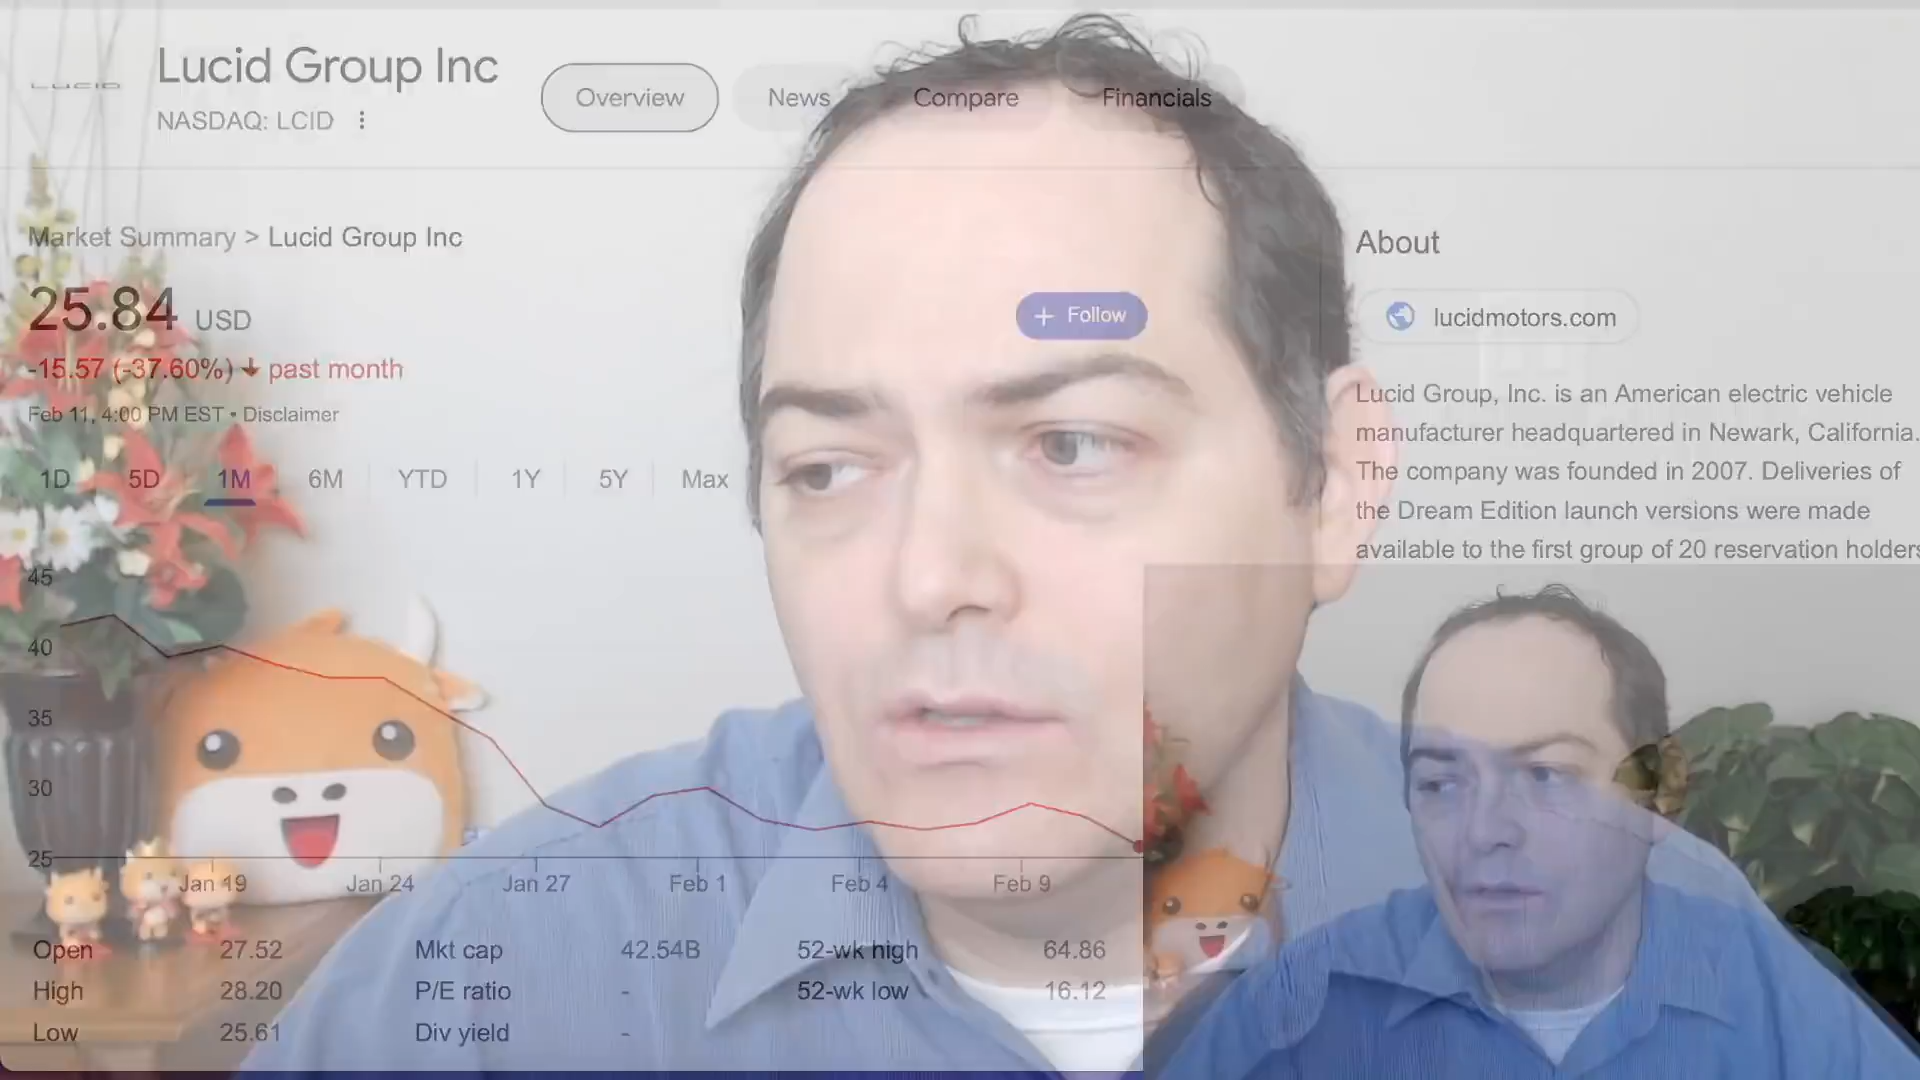 LUCID
Lucid Group Inc
NASDAQ: LCID
Overview
News
Compare
Financials
Market Summary > Lucid Group Inc
25.84 USD
-15.57 (-37.60%) ↓ past month
Feb 11, 4:00 PM EST • Disclaimer
+ Follow
1D 5D 1M 6M YTD 1Y 5Y Max
45
40
35
30
25
Jan 19 Jan 24 Jan 27 Feb 1 Feb 4 Feb 9
Open 27.52 Mkt cap 42.54B 52-wk high 64.86
High 28.20 P/E ratio - 52-wk low 16.12
Low 25.61 Div yield -
About
lucidmotors.com
Lucid Group, Inc. is an American electric vehicle
manufacturer headquartered in Newark, California.
The company was founded in 2007. Deliveries of
the Dream Edition launch versions were made
available to the first group of 20 reservation holders